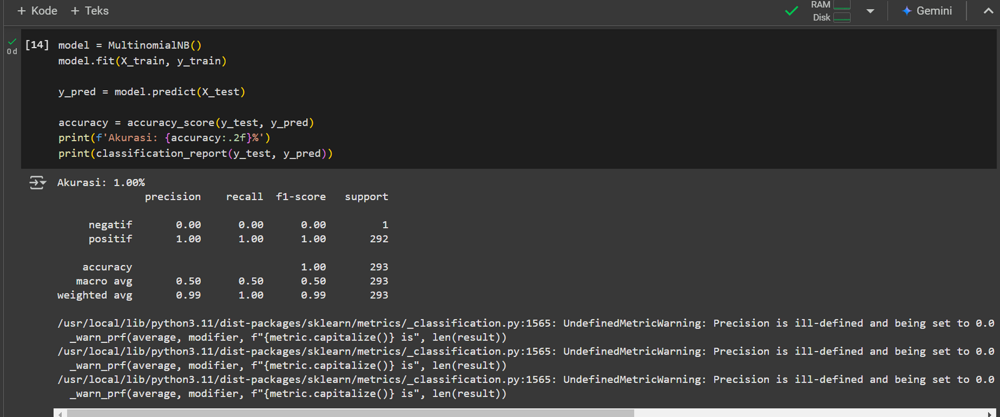 + Kode + Teks
RAM
Disk
Gemini
[14]
0 d
model = MultinomialNB()
model.fit(X_train, y_train)
y_pred = model.predict(X_test)
accuracy = accuracy_score(y_test, y_pred)
print(f'Akurasi: {accuracy:.2f}%')
print(classification_report(y_test, y_pred))
Akurasi: 1.00%
precision recall f1-score support
negatif 0.00 0.00 0.00 1
positif 1.00 1.00 1.00 292
accuracy 1.00 293
macro avg 0.50 0.50 0.50 293
weighted avg 0.99 1.00 0.99 293
/usr/local/lib/python3.11/dist-packages/sklearn/metrics/_classification.py:1565: UndefinedMetricWarning: Precision is ill-defined and being set to 0.0
_warn_prf(average, modifier, f"{metric.capitalize()} is", len(result))
/usr/local/lib/python3.11/dist-packages/sklearn/metrics/_classification.py:1565: UndefinedMetricWarning: Precision is ill-defined and being set to 0.0
_warn_prf(average, modifier, f"{metric.capitalize()} is", len(result))
/usr/local/lib/python3.11/dist-packages/sklearn/metrics/_classification.py:1565: UndefinedMetricWarning: Precision is ill-defined and being set to 0.0
_warn_prf(average, modifier, f"{metric.capitalize()} is", len(result))